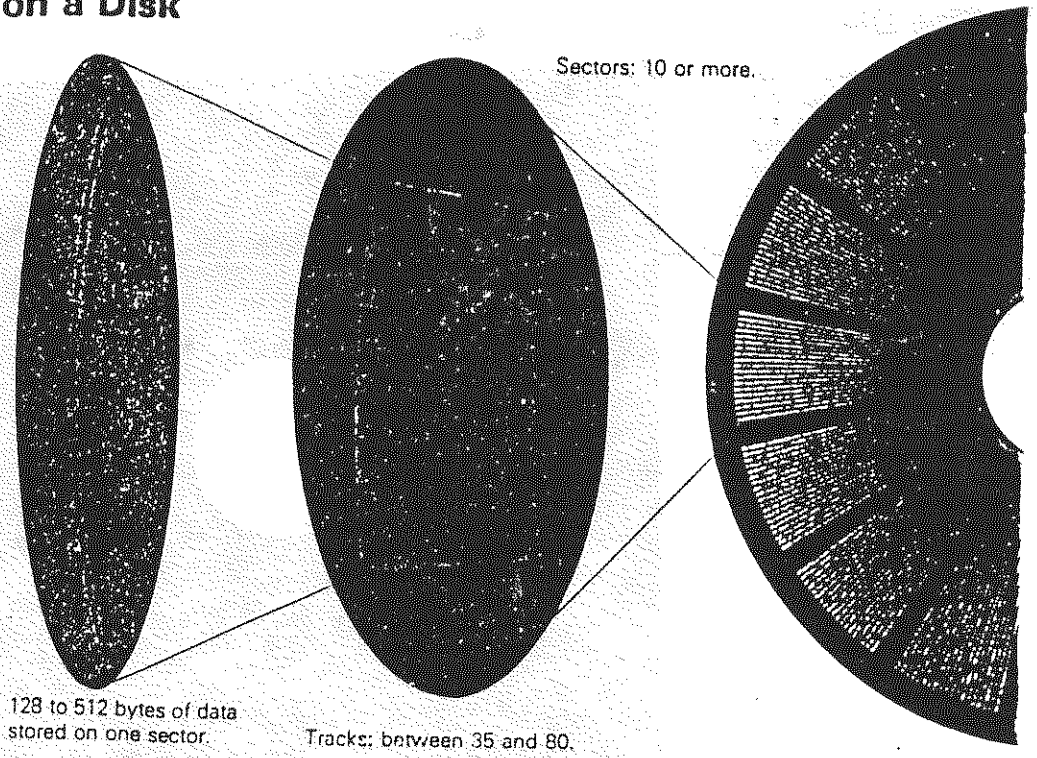 on a Disk
Sectors: 10 or more.
128 to 512 bytes of data
stored on one sector.
Tracks: between 35 and 80.